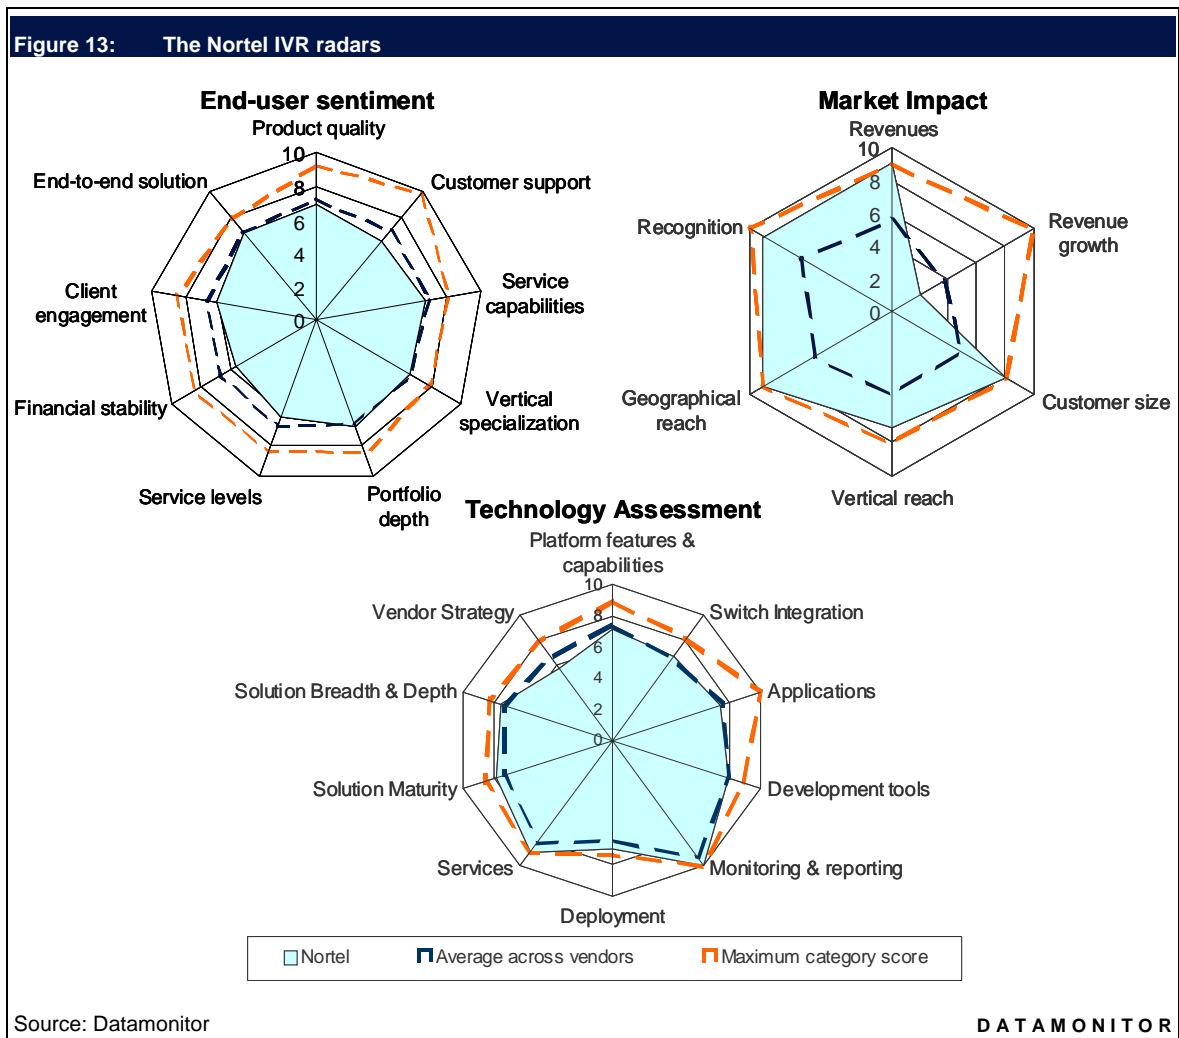 Figure 13: The Nortel IVR radars
End-user sentiment
Product quality
10
8
6
4
2
0
Customer support
Service
capabilities
Vertical
specialization
Portfolio
depth
Service levels
Financial stability
Client
engagement
End-to-end solution
Market Impact
Revenues
10
8
6
4
2
0
Revenue
growth
Customer size
Vertical reach
Geographical
reach
Recognition
Technology Assessment
Platform features &
capabilities
10
8
6
4
2
0
Switch Integration
Applications
Development tools
Monitoring & reporting
Deployment
Services
Solution Maturity
Solution Breadth & Depth
Vendor Strategy
Nortel
Average across vendors
Maximum category score
Source: Datamonitor
DATAMONITOR